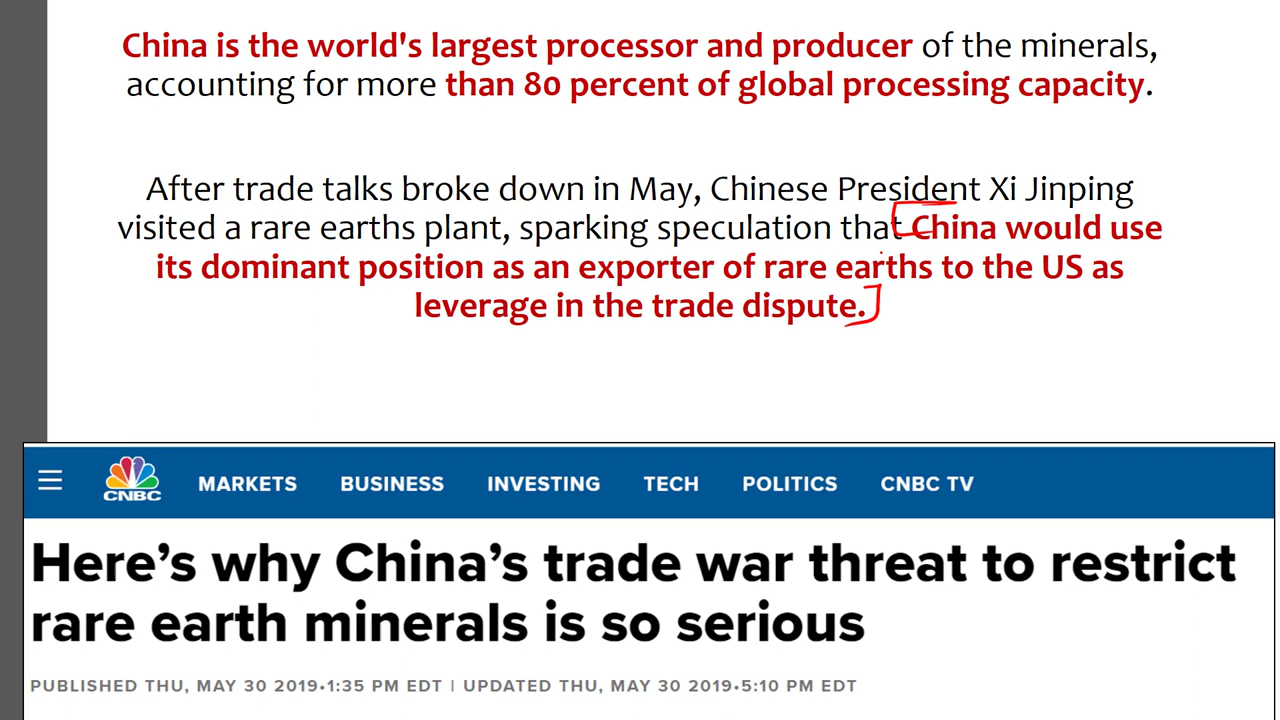 China is the world's largest processor and producer of the minerals,
accounting for more than 80 percent of global processing capacity.
After trade talks broke down in May, Chinese President Xi Jinping
visited a rare earths plant, sparking speculation that China would use
its dominant position as an exporter of rare earths to the US as
leverage in the trade dispute.
CNBC MARKETS BUSINESS INVESTING TECH POLITICS CNBC TV
Here's why China's trade war threat to restrict
rare earth minerals is so serious
PUBLISHED THU, MAY 30 2019•1:35 PM EDT | UPDATED THU, MAY 30 2019•5:10 PM EDT